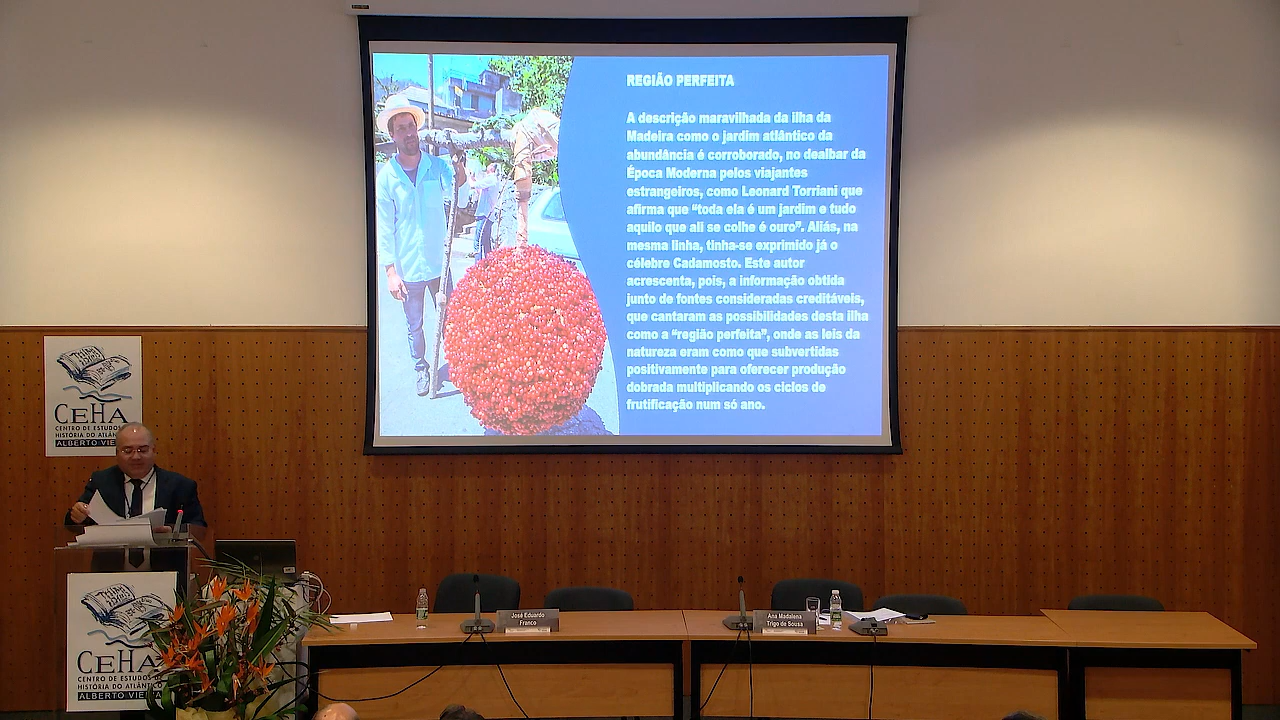 REGIÃO PERFEITA
A descrição maravilhada da ilha da
Madeira como o jardim atlântico da
abundância é corroborado, no dealbar da
Época Moderna pelos viajantes
estrangeiros, como Leonard Torriani que
afirma que “toda ela é um jardim e tudo
aquilo que ali se colhe é ouro”. Aliás, na
mesma linha, tinha-se exprimido já o
célebre Cadamosto. Este autor
acrescenta, pois, a informação obtida
junto de fontes consideradas creditáveis,
que cantaram as possibilidades desta ilha
como a “região perfeita”, onde as leis da
natureza eram como que subvertidas
positivamente para oferecer produção
dobrada multiplicando os ciclos de
frutificação num só ano.
CEHA
CENTRO DE ESTUDOS
HISTÓRIA DO ATLÂN
ALBERTO VIE
José Eduardo
Franco
Ana Madalena
Trigo de Sousa
CEHA
CENTRO DE ESTUDOS
HISTÓRIA DO ATLÂNTICO
ALBERTO VIEI